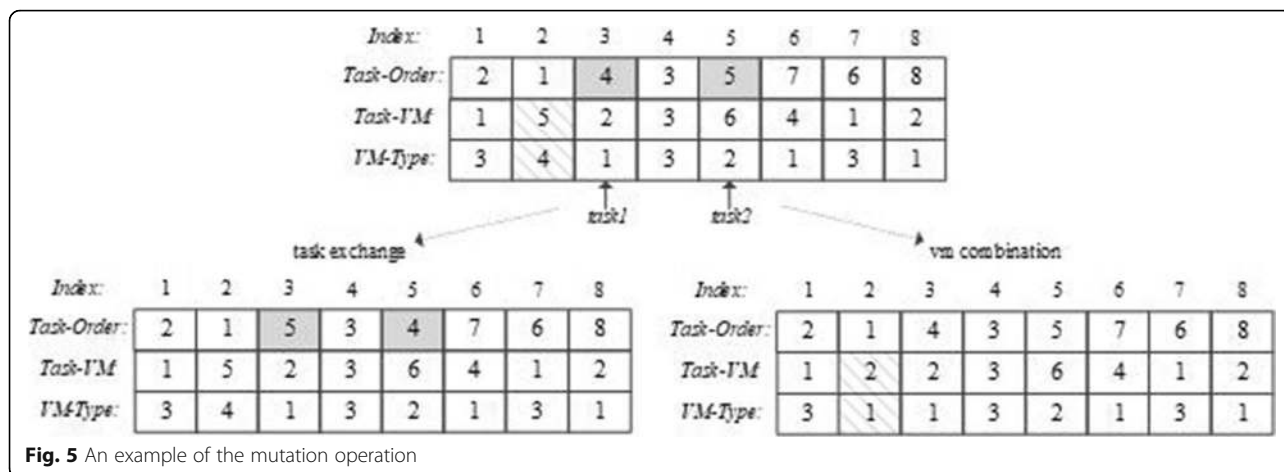 Index: 1 2 3 4 5 6 7 8
Task-Order: 2 1 4 3 5 7 6 8
Task-VM: 1 5 2 3 6 4 1 2
VM-Type: 3 4 1 3 2 1 3 1
task1 task2
task exchange vm combination
Index: 1 2 3 4 5 6 7 8
Task-Order: 2 1 5 3 4 7 6 8
Task-VM: 1 5 2 3 6 4 1 2
VM-Type: 3 4 1 3 2 1 3 1
Index: 1 2 3 4 5 6 7 8
Task-Order: 2 1 4 3 5 7 6 8
Task-VM: 1 2 2 3 6 4 1 2
VM-Type: 3 1 1 3 2 1 3 1
Fig. 5 An example of the mutation operation